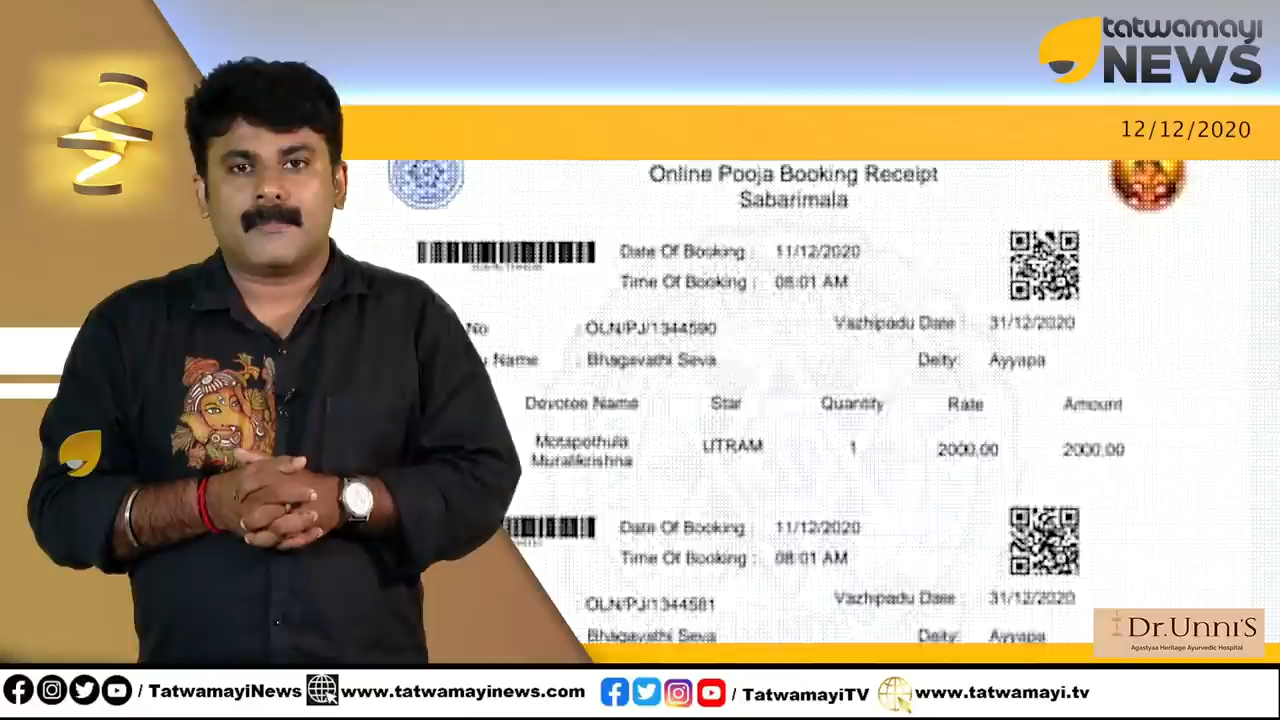 tatwamayi
NEWS
12/12/2020
Online Pooja Booking Receipt
Sabarimala
Date Of Booking : 11/12/2020
Time Of Booking : 08:01 AM
No : OLN/PJ/1344590 Vazhipadu Date : 31/12/2020
Name : Bhagavathi Seva Deity: Ayyapa
Devotee Name Star Quantity Rate Amount
Motapothula UTRAM 1 2000.00 2000.00
Muralikrishna
Date Of Booking : 11/12/2020
Time Of Booking : 08:01 AM
: OLN/PJ/1344581 Vazhipadu Date : 31/12/2020
: Bhagavathi Seva Deity: Ayyapa
Dr.Unni'S
Agastyaa Heritage Ayurvedic Hospital
/ TatwamayiNews www.tatwamayinews.com / TatwamayiTV www.tatwamayi.tv